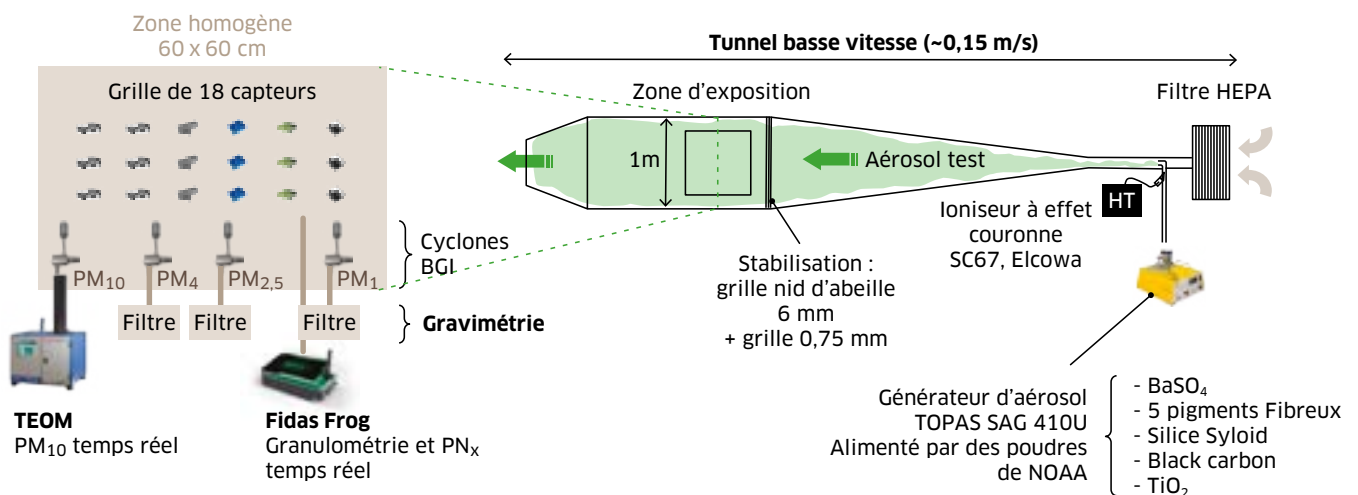 Zone homogène
60 x 60 cm
Grille de 18 capteurs
PM₁₀
PM₄
PM₂,₅
PM₁
Cyclones
BGI
Filtre
Filtre
Filtre
Gravimétrie
TEOM
PM₁₀ temps réel
Fidas Frog
Granulométrie et PNₓ
temps réel
Tunnel basse vitesse (~0,15 m/s)
Zone d'exposition
Filtre HEPA
1m
Aérosol test
HT
Ioniseur à effet
couronne
SC67, Elcowa
Stabilisation :
grille nid d'abeille
6 mm
+ grille 0,75 mm
Générateur d'aérosol
TOPAS SAG 410U
Alimenté par des poudres
de NOAA
- BaSO₄
- 5 pigments Fibreux
- Silice Syloid
- Black carbon
- TiO₂